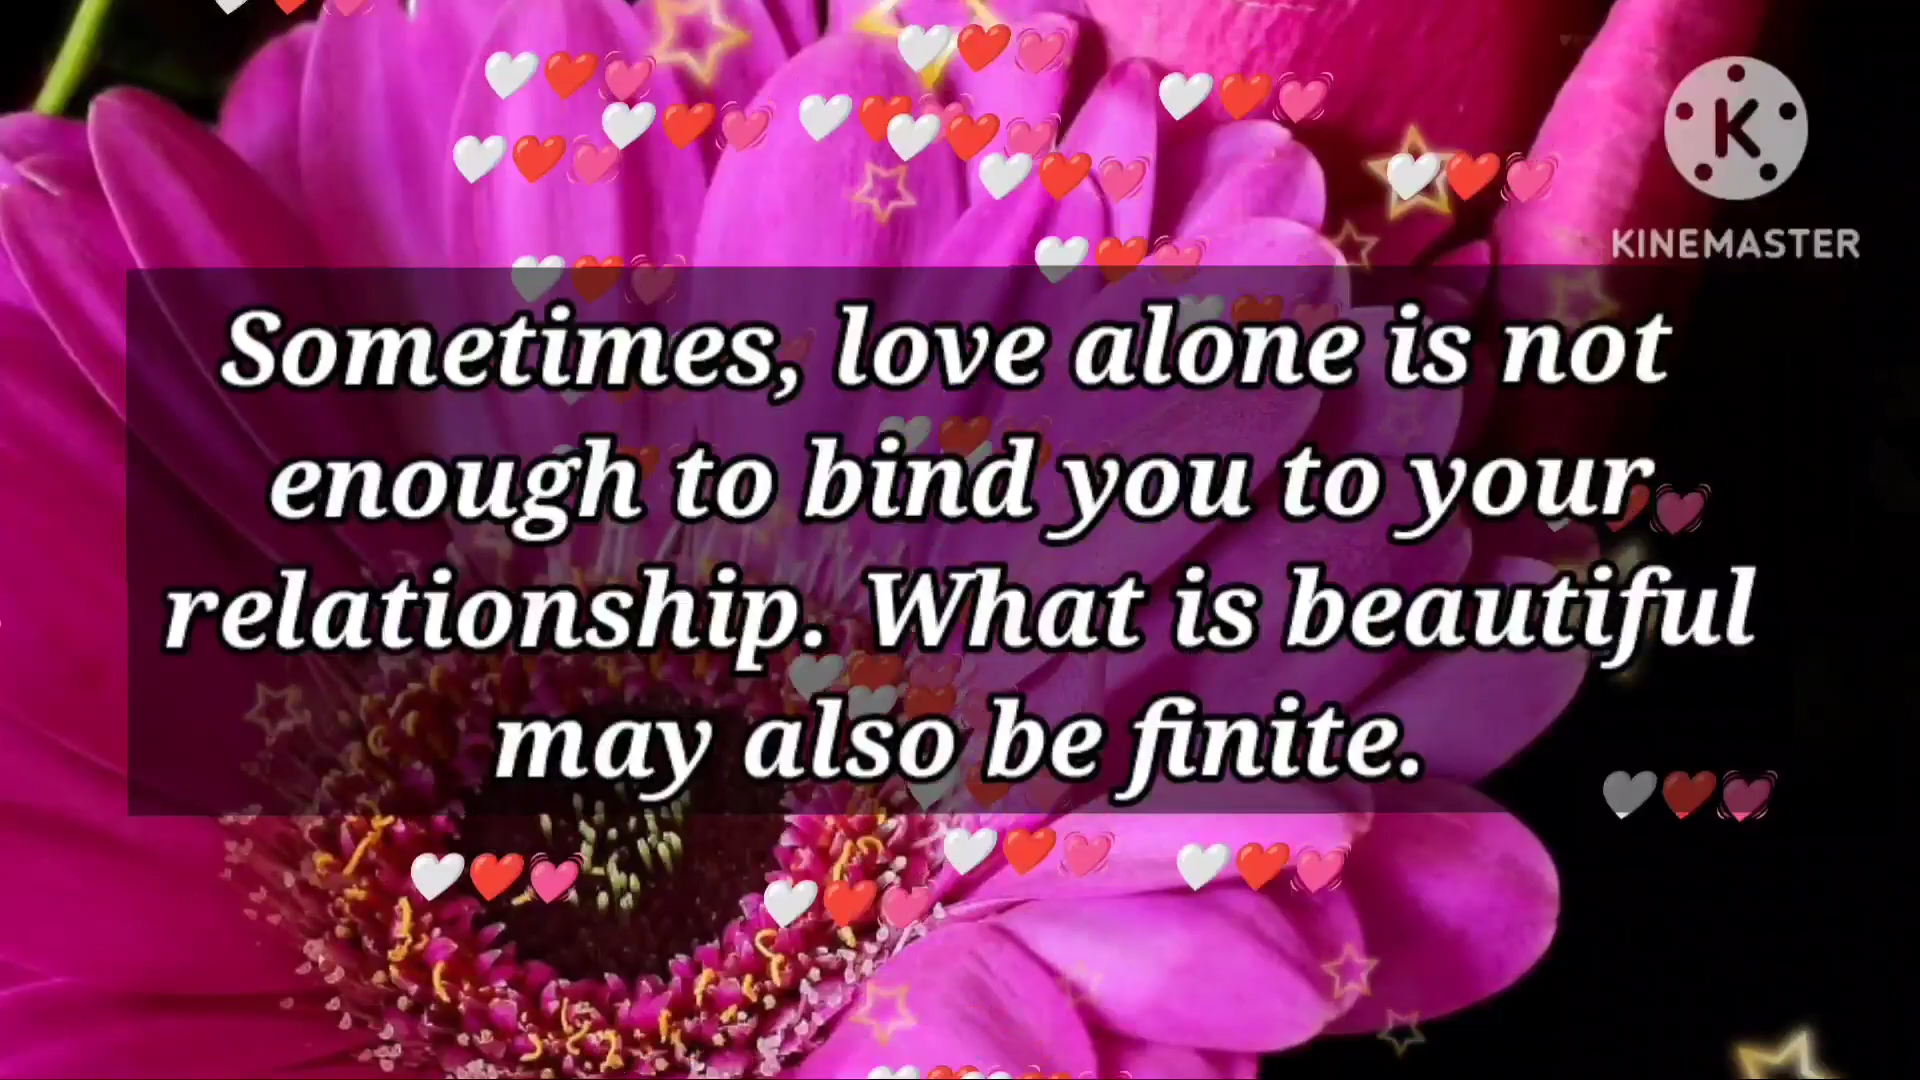 K
KINEMASTER
Sometimes, love alone is not
enough to bind you to your
relationship. What is beautiful
may also be finite.